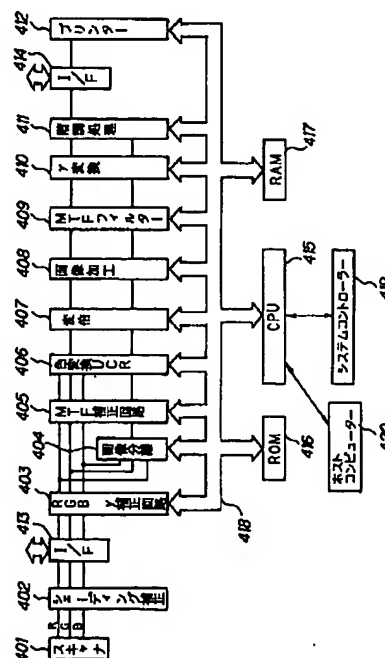 401
スキャナ
R
G
B
402
シェーディング補正
413
I/F
403
RGB γ補正回路
404
画像分離
405
MTF補正回路
406
色変換UCR
407
変倍
408
画像加工
409
MTFフィルター
410
γ変換
411
階調処理
414
I/F
412
プリンター
418
ROM
416
CPU
415
RAM
417
ホスト
コンピューター
420
システムコントローラー
419